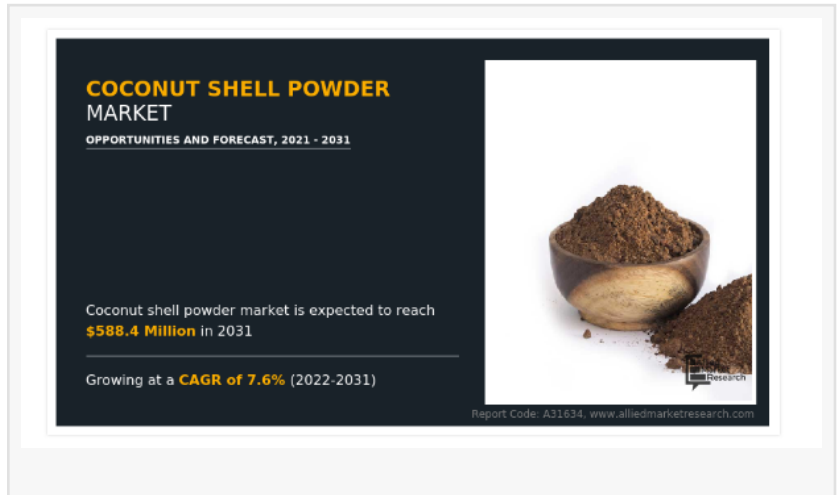 COCONUT SHELL POWDER
MARKET
OPPORTUNITIES AND FORECAST, 2021 - 2031
Coconut shell powder market is expected to reach
$588.4 Million in 2031
Growing at a CAGR of 7.6% (2022-2031)
Research
Report Code: A31634, www.alliedmarketresearch.com